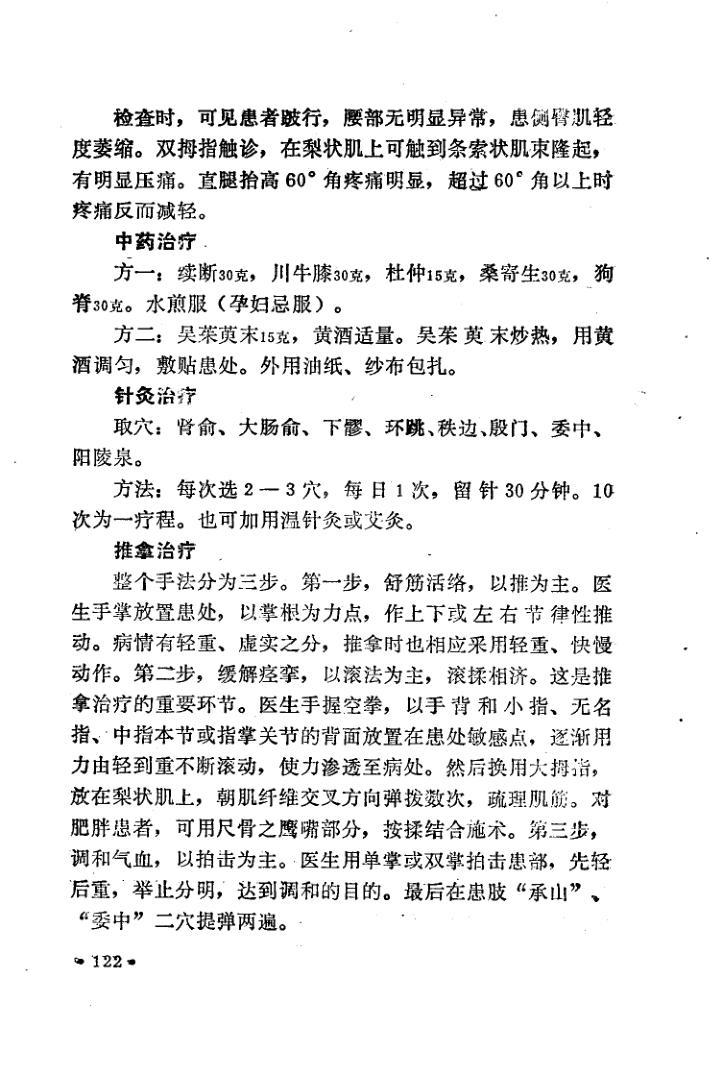 检查时，可见患者跛行，腰部无明显异常，患侧臀肌轻
度萎缩。双拇指触诊，在梨状肌上可触到条索状肌束隆起，
有明显压痛。直腿抬高60°角疼痛明显，超过60°角以上时
疼痛反而减轻。
中药治疗
方一：续断30克，川牛膝30克，杜仲15克，桑寄生30克，狗
脊30克。水煎服（孕妇忌服）。
方二：吴茱萸末15克，黄酒适量。吴茱萸末炒热，用黄
酒调匀，敷贴患处。外用油纸、纱布包扎。
针灸治疗
取穴：肾俞、大肠俞、下髎、环跳、秩边、殷门、委中、
阳陵泉。
方法：每次选2—3穴，每日1次，留针30分钟。10
次为一疗程。也可加用温针灸或艾灸。
推拿治疗
整个手法分为三步。第一步，舒筋活络，以推为主。医
生手掌放置患处，以掌根为力点，作上下或左右节律性推
动。病情有轻重、虚实之分，推拿时也相应采用轻重、快慢
动作。第二步，缓解痉挛，以滚法为主，滚揉相济。这是推
拿治疗的重要环节。医生手握空拳，以手背和小指、无名
指、中指本节或指掌关节的背面放置在患处敏感点，逐渐用
力由轻到重不断滚动，使力渗透至病处。然后换用大拇指，
放在梨状肌上，朝肌纤维交叉方向弹拨数次，疏理肌筋。对
肥胖患者，可用尺骨之鹰嘴部分，按揉结合施术。第三步，
调和气血，以拍击为主。医生用单掌或双掌拍击患部，先轻
后重，举止分明，达到调和的目的。最后在患肢“承山”、
“委中”二穴提弹两遍。
• 122 •